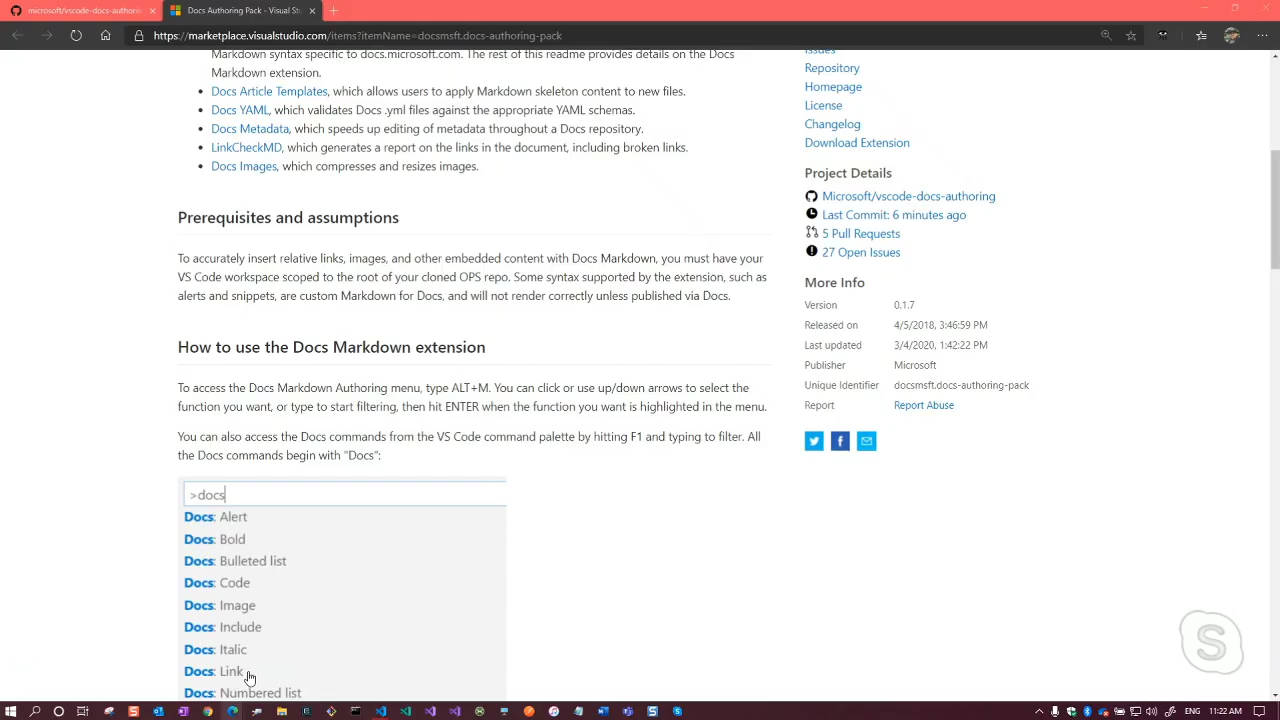 microsoft/vscode-docs-authorin
Docs Authoring Pack - Visual Stu
https://marketplace.visualstudio.com/items?itemName=docsmsft.docs-authoring-pack
Markdown syntax specific to docs.microsoft.com. The rest of this readme provides details on the Docs
Markdown extension.
Docs Article Templates, which allows users to apply Markdown skeleton content to new files.
Docs YAML, which validates Docs .yml files against the appropriate YAML schemas.
Docs Metadata, which speeds up editing of metadata throughout a Docs repository.
LinkCheckMD, which generates a report on the links in the document, including broken links.
Docs Images, which compresses and resizes images.
Prerequisites and assumptions
To accurately insert relative links, images, and other embedded content with Docs Markdown, you must have your
VS Code workspace scoped to the root of your cloned OPS repo. Some syntax supported by the extension, such as
alerts and snippets, are custom Markdown for Docs, and will not render correctly unless published via Docs.
How to use the Docs Markdown extension
To access the Docs Markdown Authoring menu, type ALT+M. You can click or use up/down arrows to select the
function you want, or type to start filtering, then hit ENTER when the function you want is highlighted in the menu.
You can also access the Docs commands from the VS Code command palette by hitting F1 and typing to filter. All
the Docs commands begin with "Docs":
>docs
Docs: Alert
Docs: Bold
Docs: Bulleted list
Docs: Code
Docs: Image
Docs: Include
Docs: Italic
Docs: Link
Docs: Numbered list
Issues
Repository
Homepage
License
Changelog
Download Extension
Project Details
Microsoft/vscode-docs-authoring
Last Commit: 6 minutes ago
5 Pull Requests
27 Open Issues
More Info
Version 0.1.7
Released on 4/5/2018, 3:46:59 PM
Last updated 3/4/2020, 1:42:22 PM
Publisher Microsoft
Unique Identifier docsmsft.docs-authoring-pack
Report Report Abuse
ENG 11:22 AM